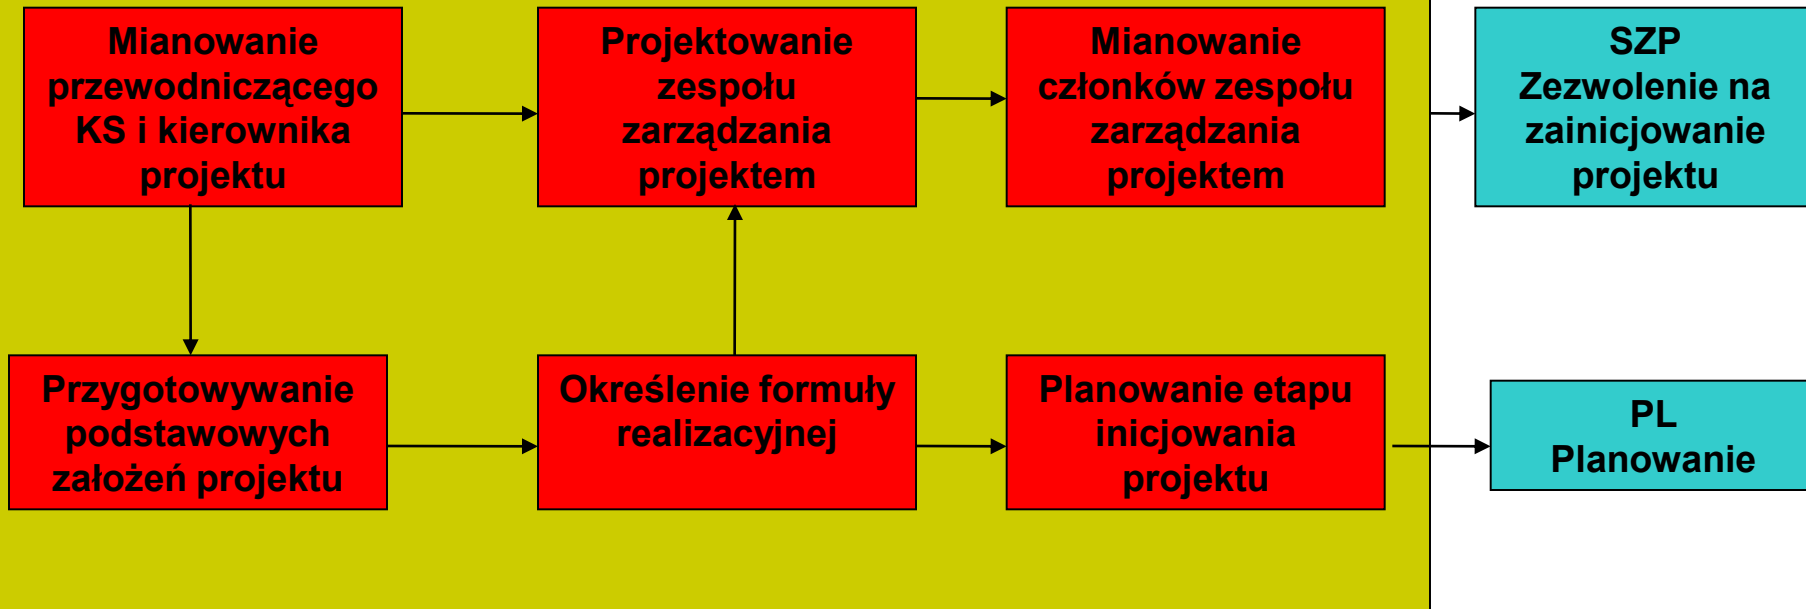 Mianowanie
przewodniczącego
KS i kierownika
projektu
Projektowanie
zespołu
zarządzania
projektem
Mianowanie
członków zespołu
zarządzania
projektem
SZP
Zezwolenie na
zainicjowanie
projektu
Przygotowywanie
podstawowych
założeń projektu
Określenie formuły
realizacyjnej
Planowanie etapu
inicjowania
projektu
PL
Planowanie